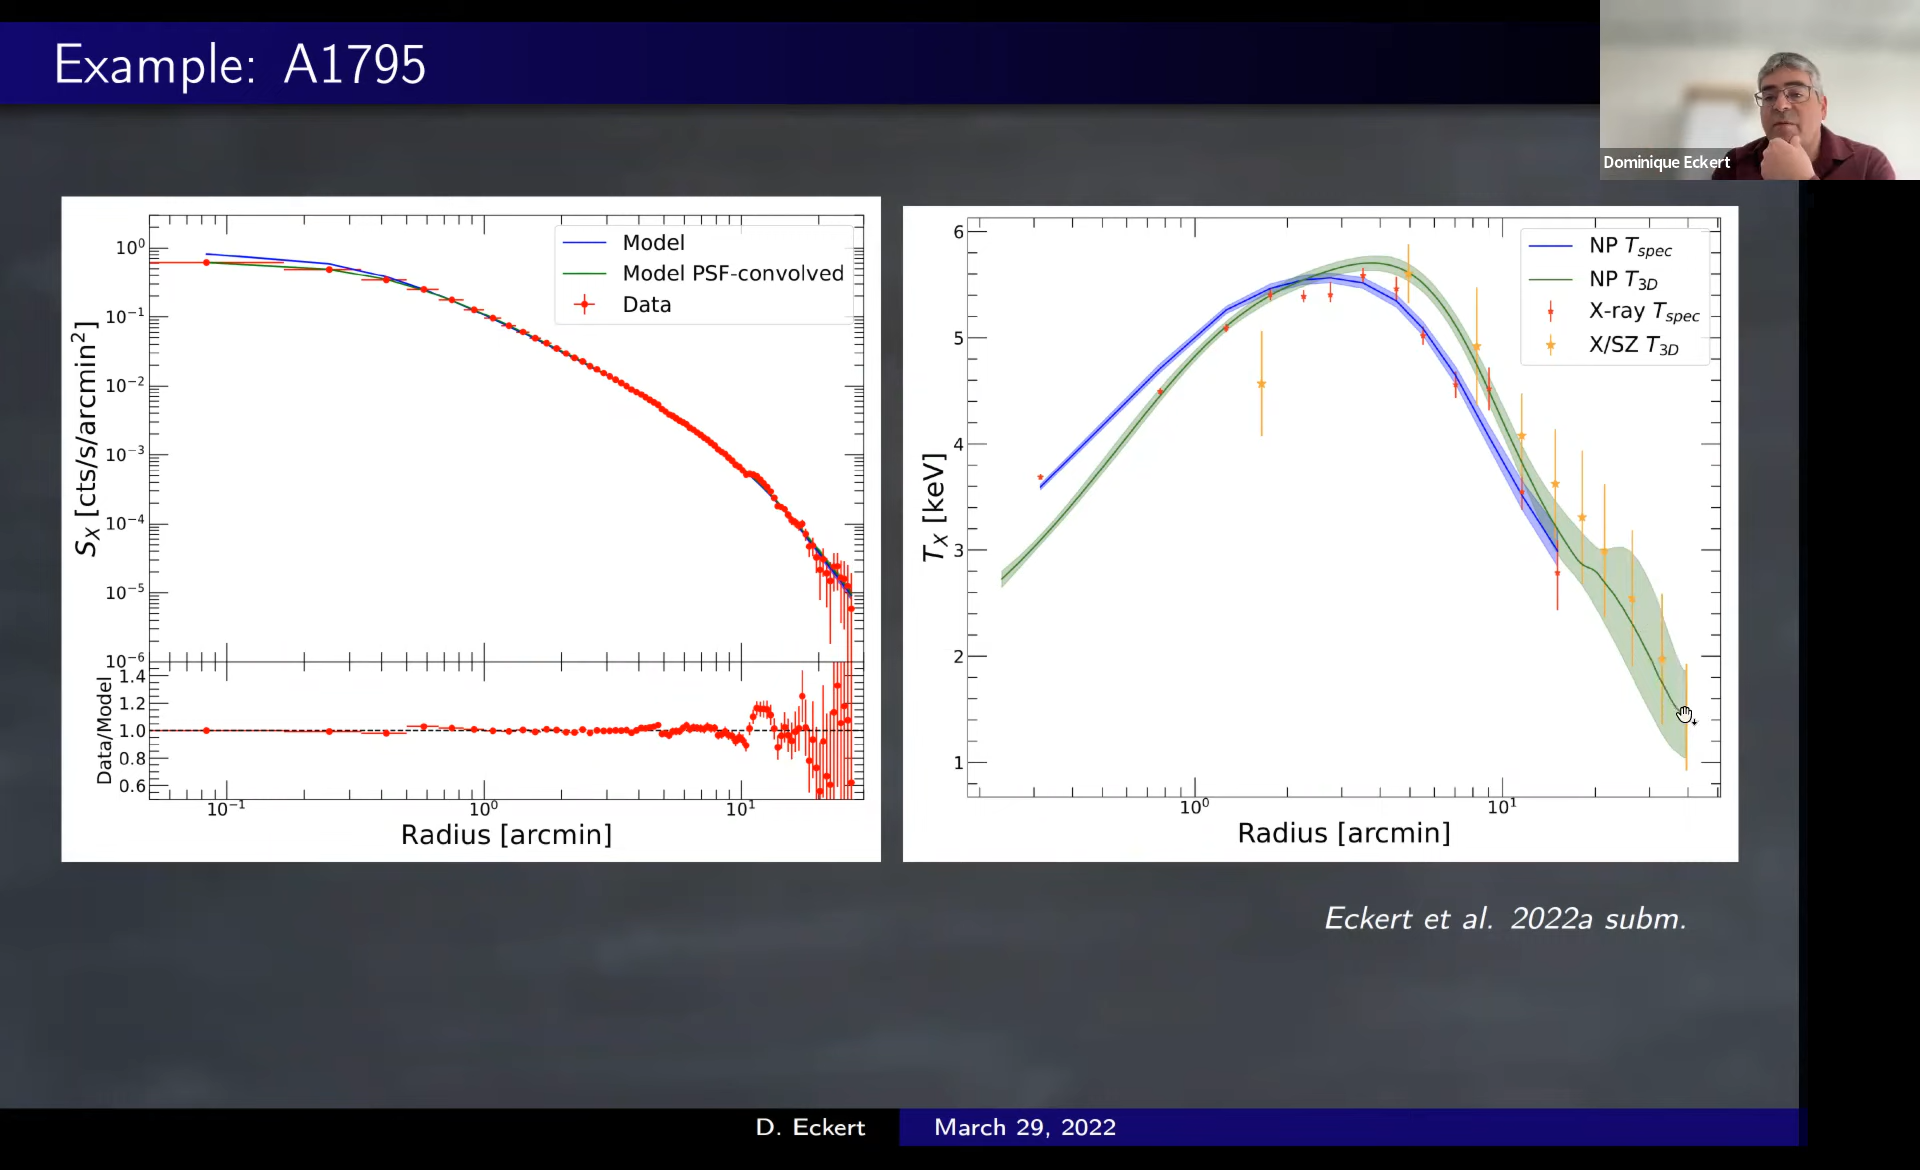 Example: A1795
Dominique Eckert
Model
Model PSF-convolved
Data
10⁰
10⁻¹
10⁻²
10⁻³
10⁻⁴
10⁻⁵
10⁻⁶
S_X [cts/s/arcmin²]
1.4
1.2
1.0
0.8
0.6
Data/Model
10⁻¹ 10⁰ 10¹
Radius [arcmin]
NP T_spec
NP T_3D
X-ray T_spec
X/SZ T_3D
6
5
4
3
2
1
T_X [keV]
10⁰ 10¹
Radius [arcmin]
Eckert et al. 2022a subm.
D. Eckert March 29, 2022